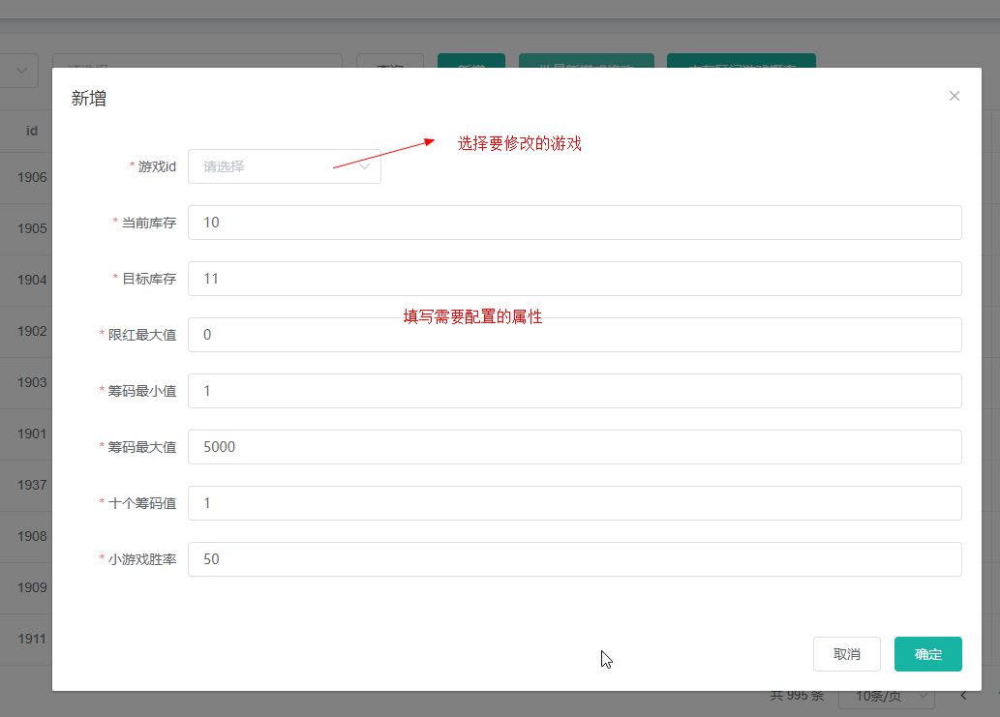 新增
id
* 游戏id
请选择
选择要修改的游戏
* 当前库存
10
* 目标库存
11
填写需要配置的属性
* 限红最大值
0
* 筹码最小值
1
* 筹码最大值
5000
* 十个筹码值
1
* 小游戏胜率
50
取消
确定
1906
1905
1904
1902
1903
1901
1937
1908
1909
1911
共 995 条
10条/页